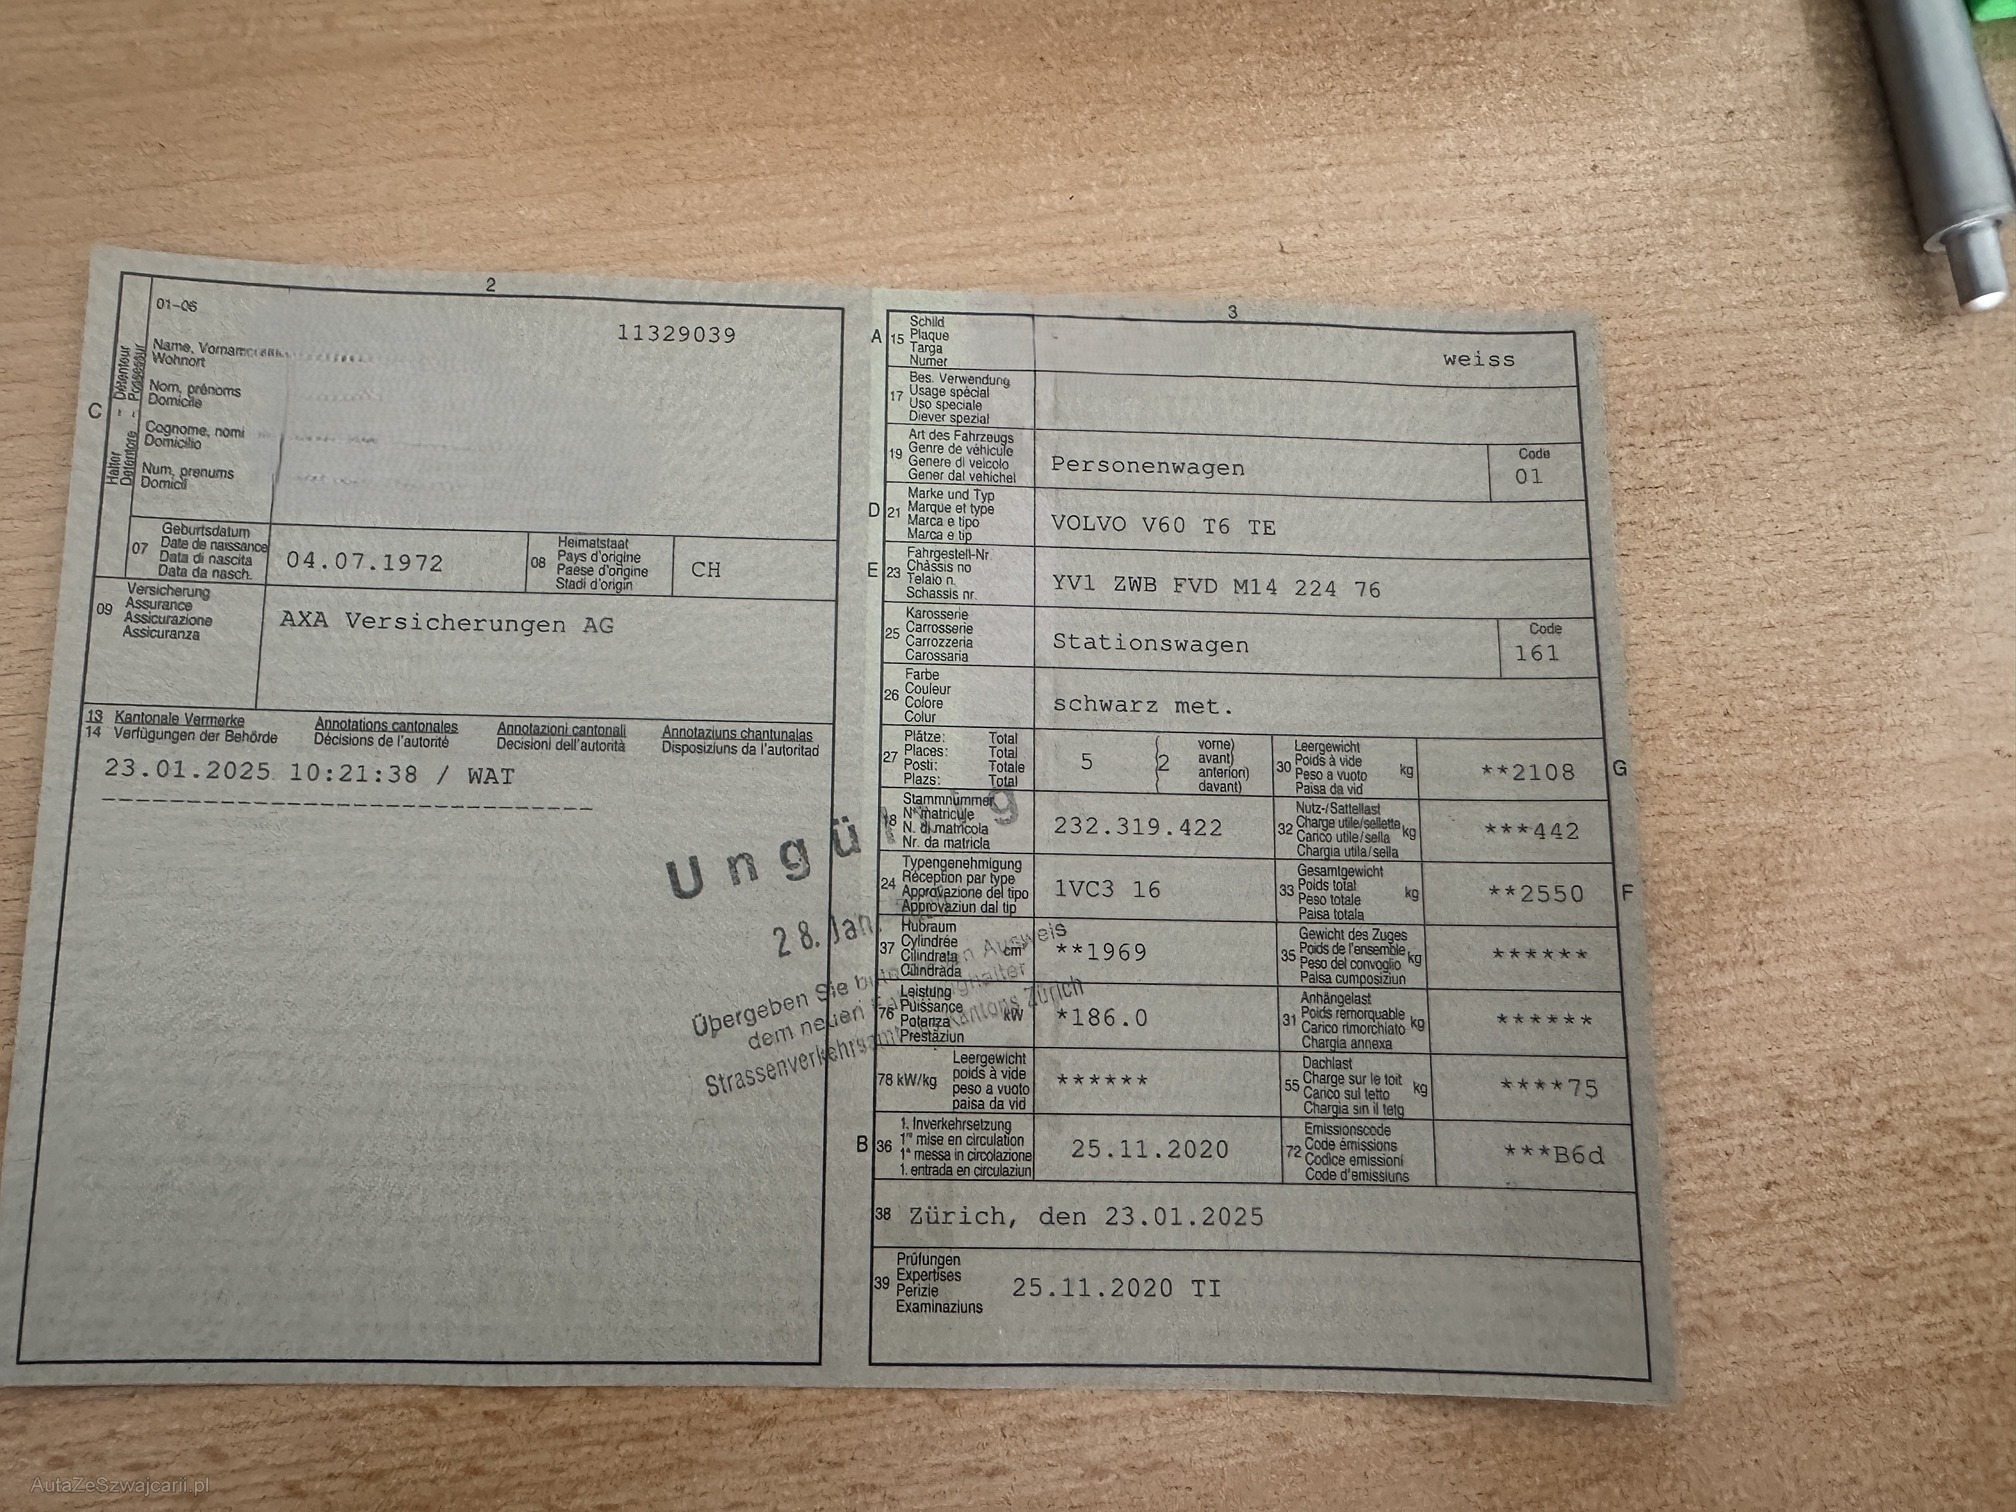 2
01-06
11329039
Name, Vornamen
Wohnort
Nom, prénoms
Domicile
Cognome, nomi
Domicilio
Num, prenums
Domicil
C
Halter - Détenteur
Detentore - Possessur
07
Geburtsdatum
Date de naissance
Data di nascita
Data da nasch.
04.07.1972
08
Heimatstaat
Pays d'origine
Paese d'origine
Stadi d'origin
CH
09
Versicherung
Assurance
Assicurazione
Assicuranza
AXA Versicherungen AG
13 Kantonale Vermerke Annotations cantonales Annotazioni cantonali Annotaziuns chantunalas
14 Verfügungen der Behörde Décisions de l'autorité Decisioni dell'autorità Disposiziuns da l'autoritad
23.01.2025 10:21:38 / WAT
------------------------------
Ungü g
28. Jan.
Übergeben Sie Ausweis
dem neuen
Strassenverkehrsamt Kantons Zürich
3
A 15
Schild
Plaque
Targa
Numer
weiss
17
Bes. Verwendung
Usage spécial
Uso speciale
Diever spezial
19
Art des Fahrzeugs
Genre de véhicule
Genere di veicolo
Gener dal vehichel
Personenwagen
Code
01
D 21
Marke und Typ
Marque et type
Marca e tipo
Marca e tip
VOLVO V60 T6 TE
E 23
Fahrgestell-Nr.
Châssis no
Telaio n.
Schassis nr.
YV1 ZWB FVD M14 224 76
25
Karosserie
Carrosserie
Carrozzeria
Carossaria
Stationswagen
Code
161
26
Farbe
Couleur
Colore
Colur
schwarz met.
27
Plätze: Total
Places: Total
Posti: Totale
Plazs: Total
5
2
vorne)
avant)
anteriori)
davant)
30
Leergewicht
Poids à vide
Peso a vuoto
Paisa da vid
kg
**2108
G
18
Stammnummer
N° matricule
N. di matricola
Nr. da matricla
232.319.422
32
Nutz-/Sattellast
Charge utile/sellette
Carico utile/sella
Chargia utila/sella
kg
***442
24
Typengenehmigung
Réception par type
Approvazione del tipo
Approvaziun dal tip
1VC3 16
33
Gesamtgewicht
Poids total
Peso totale
Paisa totala
kg
**2550
F
37
Hubraum
Cylindrée
Cilindrata
Cilindrada
cm³
**1969
35
Gewicht des Zuges
Poids de l'ensemble
Peso del convoglio
Paisa cumposiziun
kg
******
76
Leistung
Puissance
Potenza
Prestaziun
kW
*186.0
31
Anhängelast
Poids remorquable
Carico rimorchiato
Chargia annexa
kg
******
78 kW/kg
Leergewicht
poids à vide
peso a vuoto
paisa da vid
******
55
Dachlast
Charge sur le toit
Carico sul tetto
Chargia sin il tetg
kg
****75
B 36
1. Inverkehrsetzung
1re mise en circulation
1a messa in circolazione
1. entrada en circulaziun
25.11.2020
72
Emissionscode
Code émissions
Codice emissioni
Code d'emissiuns
***B6d
38 Zürich, den 23.01.2025
39
Prüfungen
Expertises
Perizie
Examinaziuns
25.11.2020 TI
AutaZeSzwajcarii.pl